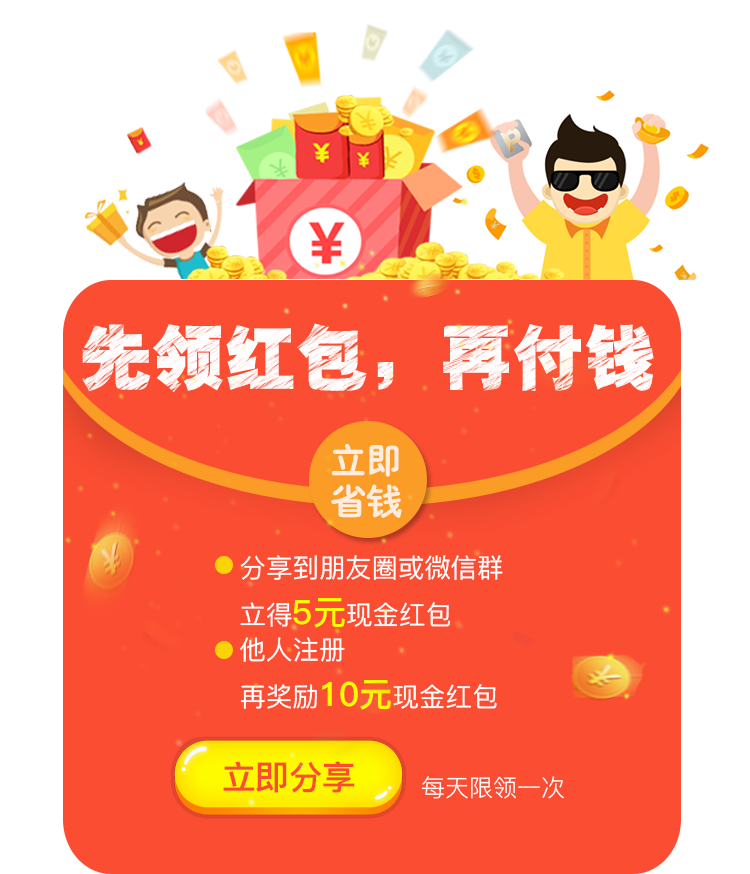 ¥
¥
¥
先领红包，再付钱
立即
省钱
分享到朋友圈或微信群
立得5元现金红包
他人注册
再奖励10元现金红包
立即分享
每天限领一次